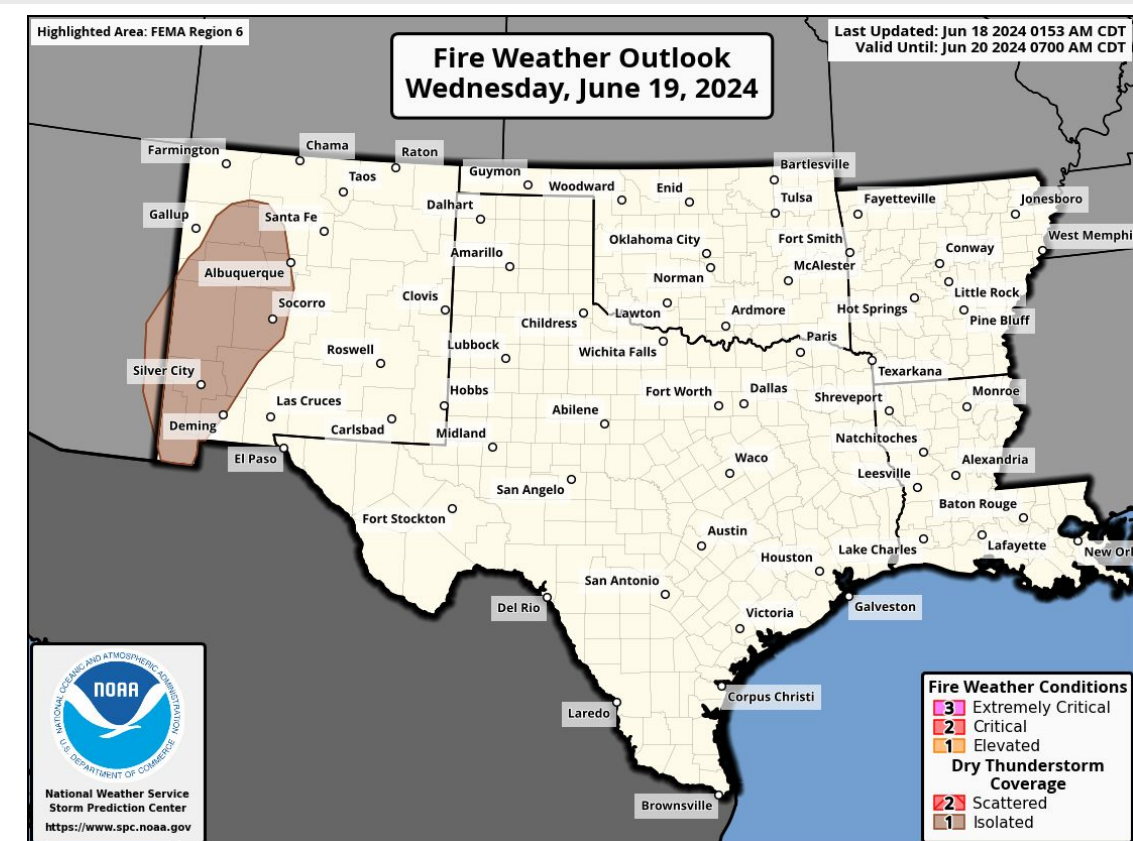 Highlighted Area: FEMA Region 6
Fire Weather Outlook
Wednesday, June 19, 2024
Last Updated: Jun 18 2024 0153 AM CDT
Valid Until: Jun 20 2024 0700 AM CDT
Farmington
Chama
Raton
Taos
Gallup
Santa Fe
Albuquerque
Socorro
Clovis
Roswell
Silver City
Deming
Las Cruces
Carlsbad
Hobbs
El Paso
Guymon
Woodward
Enid
Bartlesville
Tulsa
Dalhart
Amarillo
Oklahoma City
Norman
Fort Smith
McAlester
Lawton
Ardmore
Childress
Lubbock
Wichita Falls
Paris
Fayetteville
Jonesboro
West Memphi
Conway
Little Rock
Hot Springs
Pine Bluff
Texarkana
Fort Worth
Dallas
Shreveport
Monroe
Abilene
Midland
Natchitoches
Leesville
Alexandria
Waco
San Angelo
Fort Stockton
Baton Rouge
Austin
Houston
Lake Charles
Lafayette
New Orl
San Antonio
Del Rio
Galveston
Victoria
Corpus Christi
Laredo
Brownsville
NATIONAL OCEANIC AND ATMOSPHERIC ADMINISTRATION
NOAA
U.S. DEPARTMENT OF COMMERCE
National Weather Service
Storm Prediction Center
https://www.spc.noaa.gov
Fire Weather Conditions
3 Extremely Critical
2 Critical
1 Elevated
Dry Thunderstorm
Coverage
2 Scattered
1 Isolated